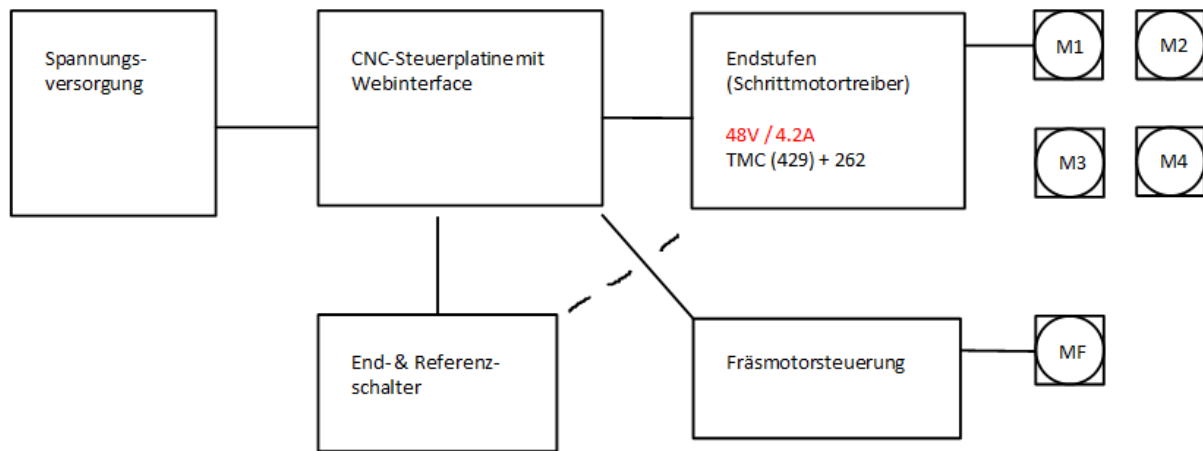 Spannungs-
versorgung
CNC-Steuerplatine mit
Webinterface
Endstufen
(Schrittmotortreiber)
48V / 4.2A
TMC (429) + 262
M1
M2
M3
M4
End- & Referenz-
schalter
Fräsmotorsteuerung
MF